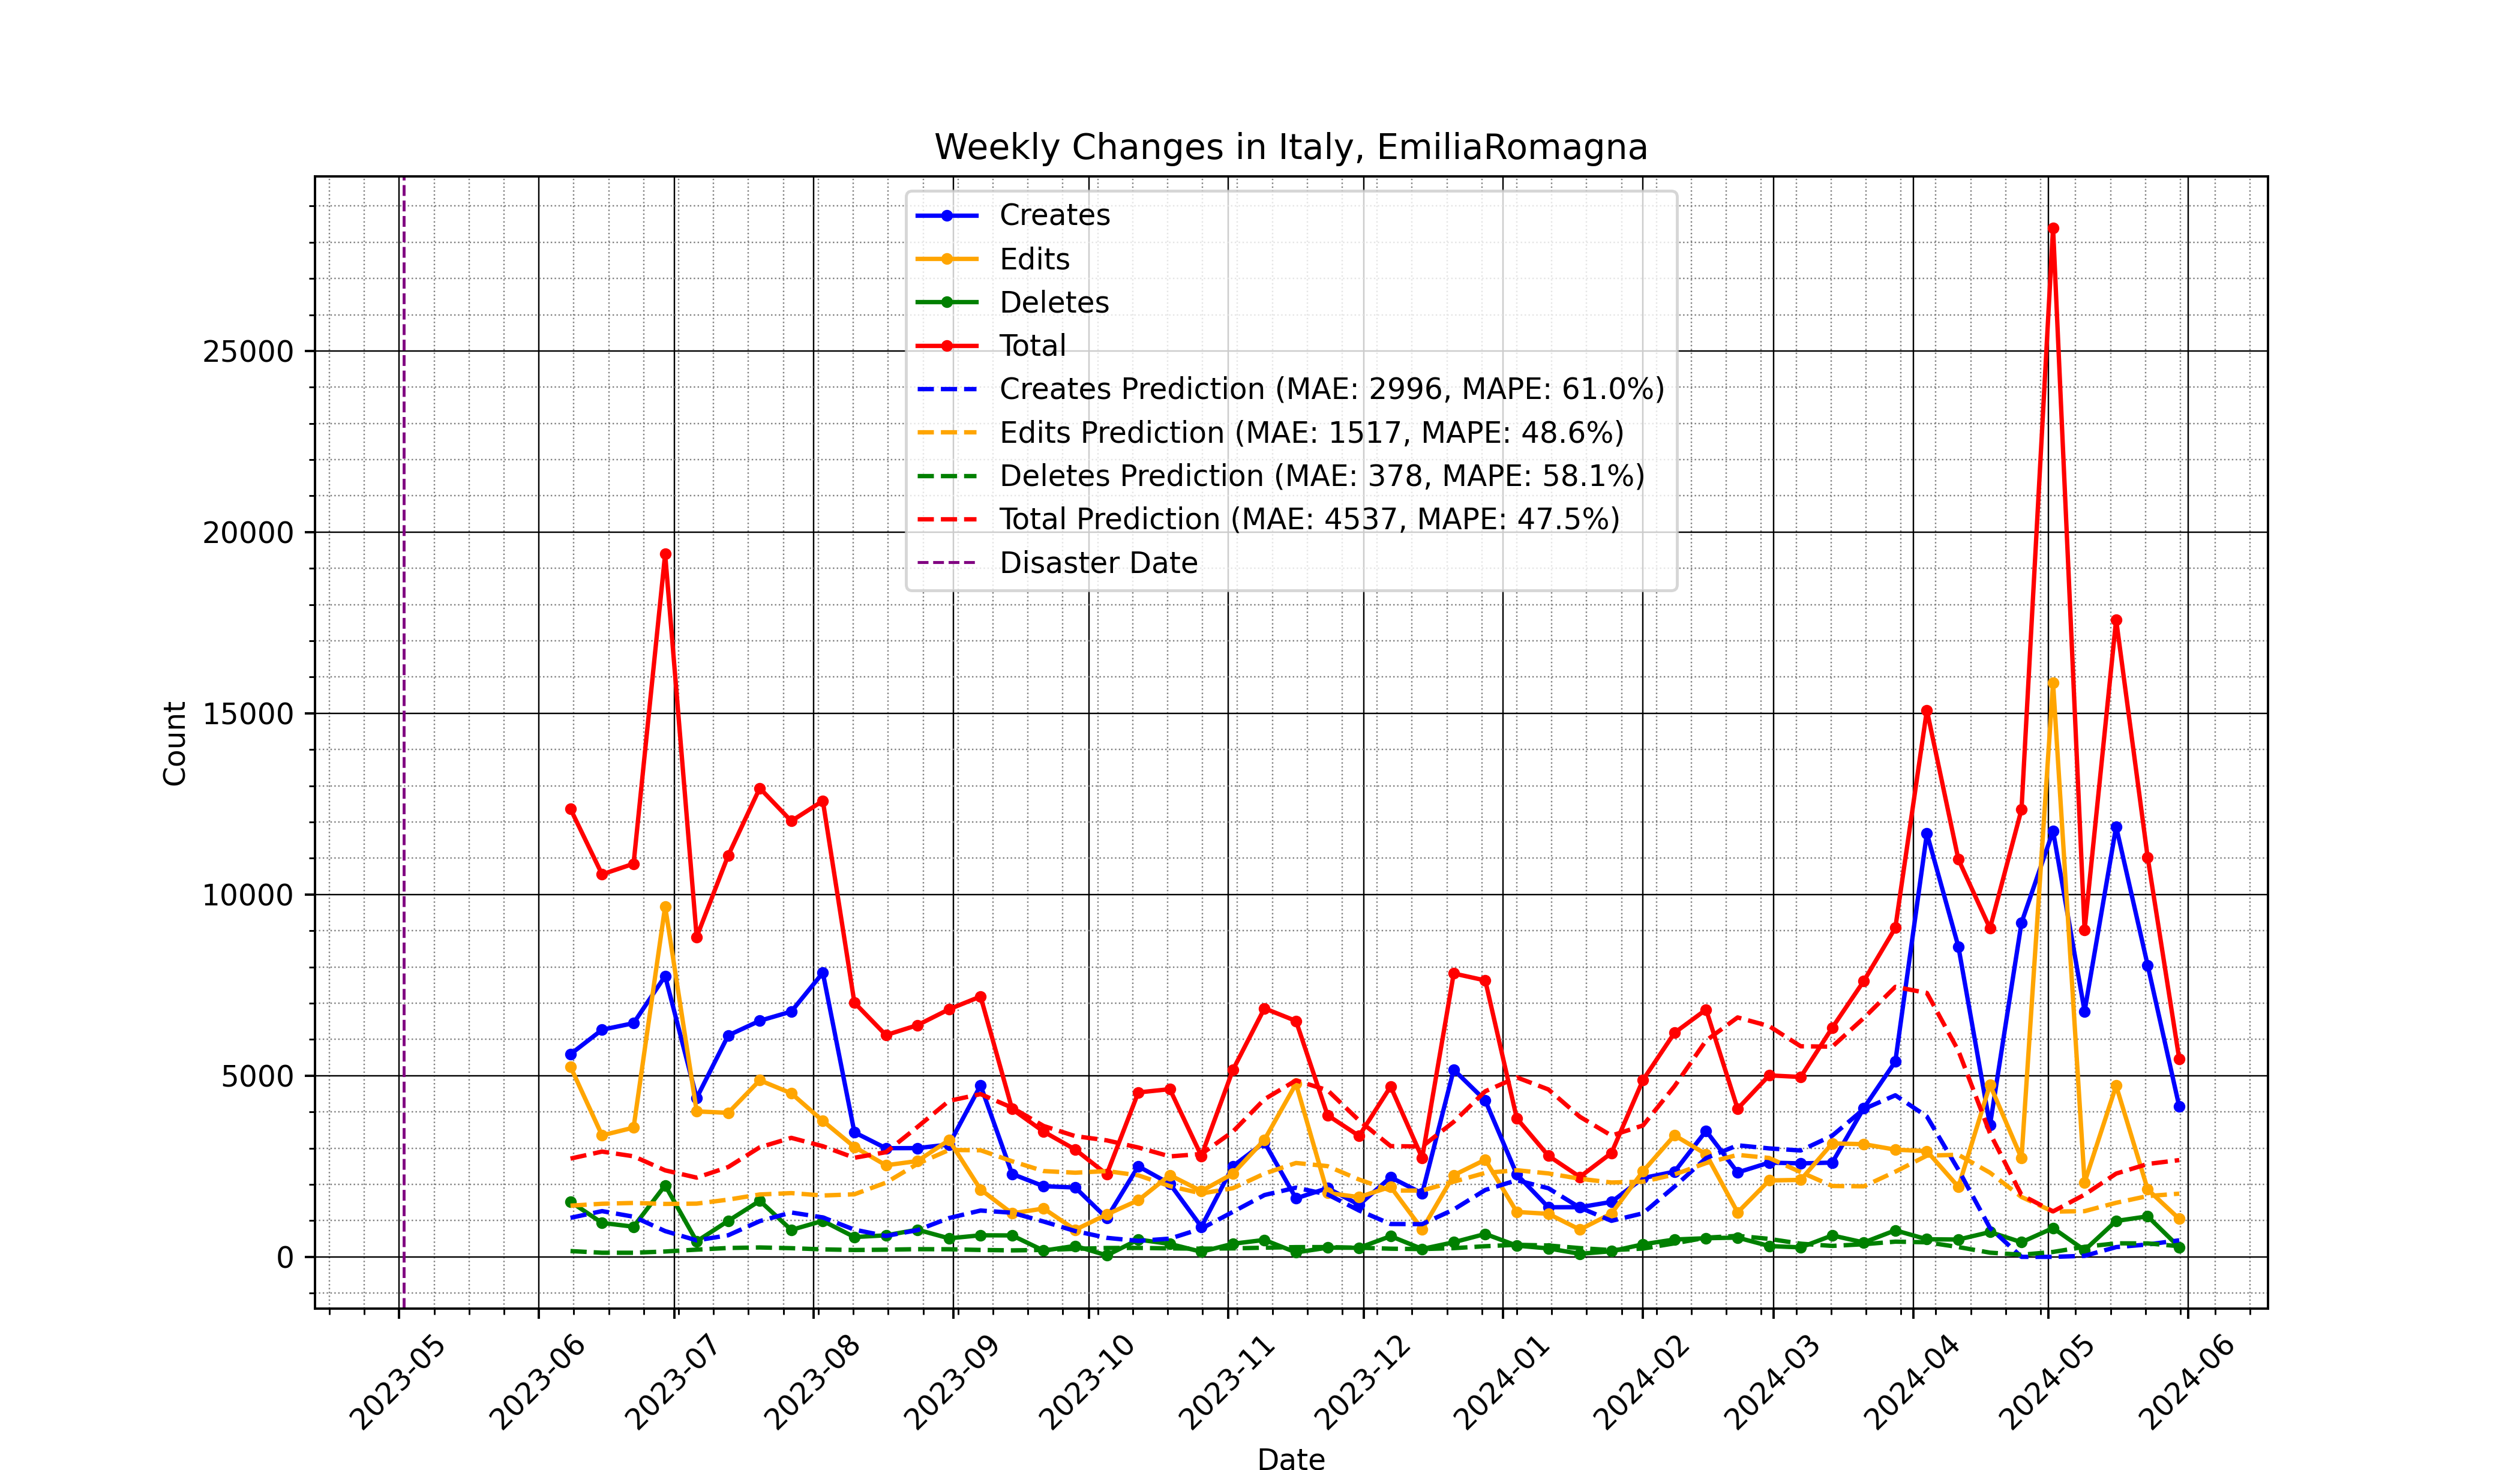 Weekly Changes in Italy, EmiliaRomagna
Creates
Edits
Deletes
Total
Creates Prediction (MAE: 2996, MAPE: 61.0%)
Edits Prediction (MAE: 1517, MAPE: 48.6%)
Deletes Prediction (MAE: 378, MAPE: 58.1%)
Total Prediction (MAE: 4537, MAPE: 47.5%)
Disaster Date
Count
25000
20000
15000
10000
5000
0
2023-05
2023-06
2023-07
2023-08
2023-09
2023-10
2023-11
2023-12
2024-01
2024-02
2024-03
2024-04
2024-05
2024-06
Date